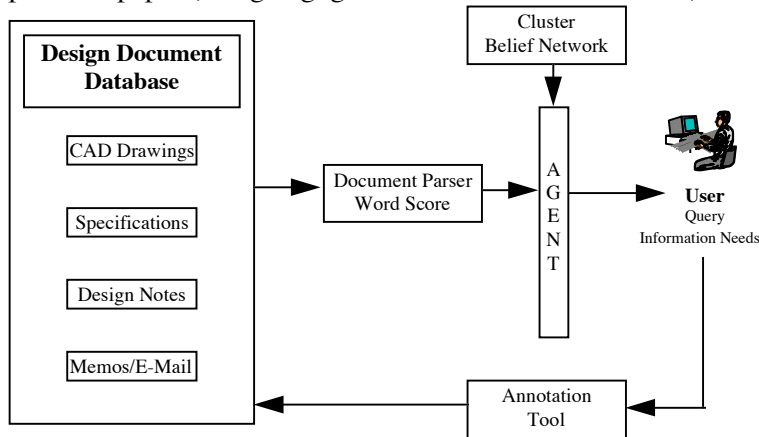 Cluster
Belief Network
Design Document
Database
CAD Drawings
Specifications
Design Notes
Memos/E-Mail
Document Parser
Word Score
A
G
E
N
T
User
Query
Information Needs
Annotation
Tool